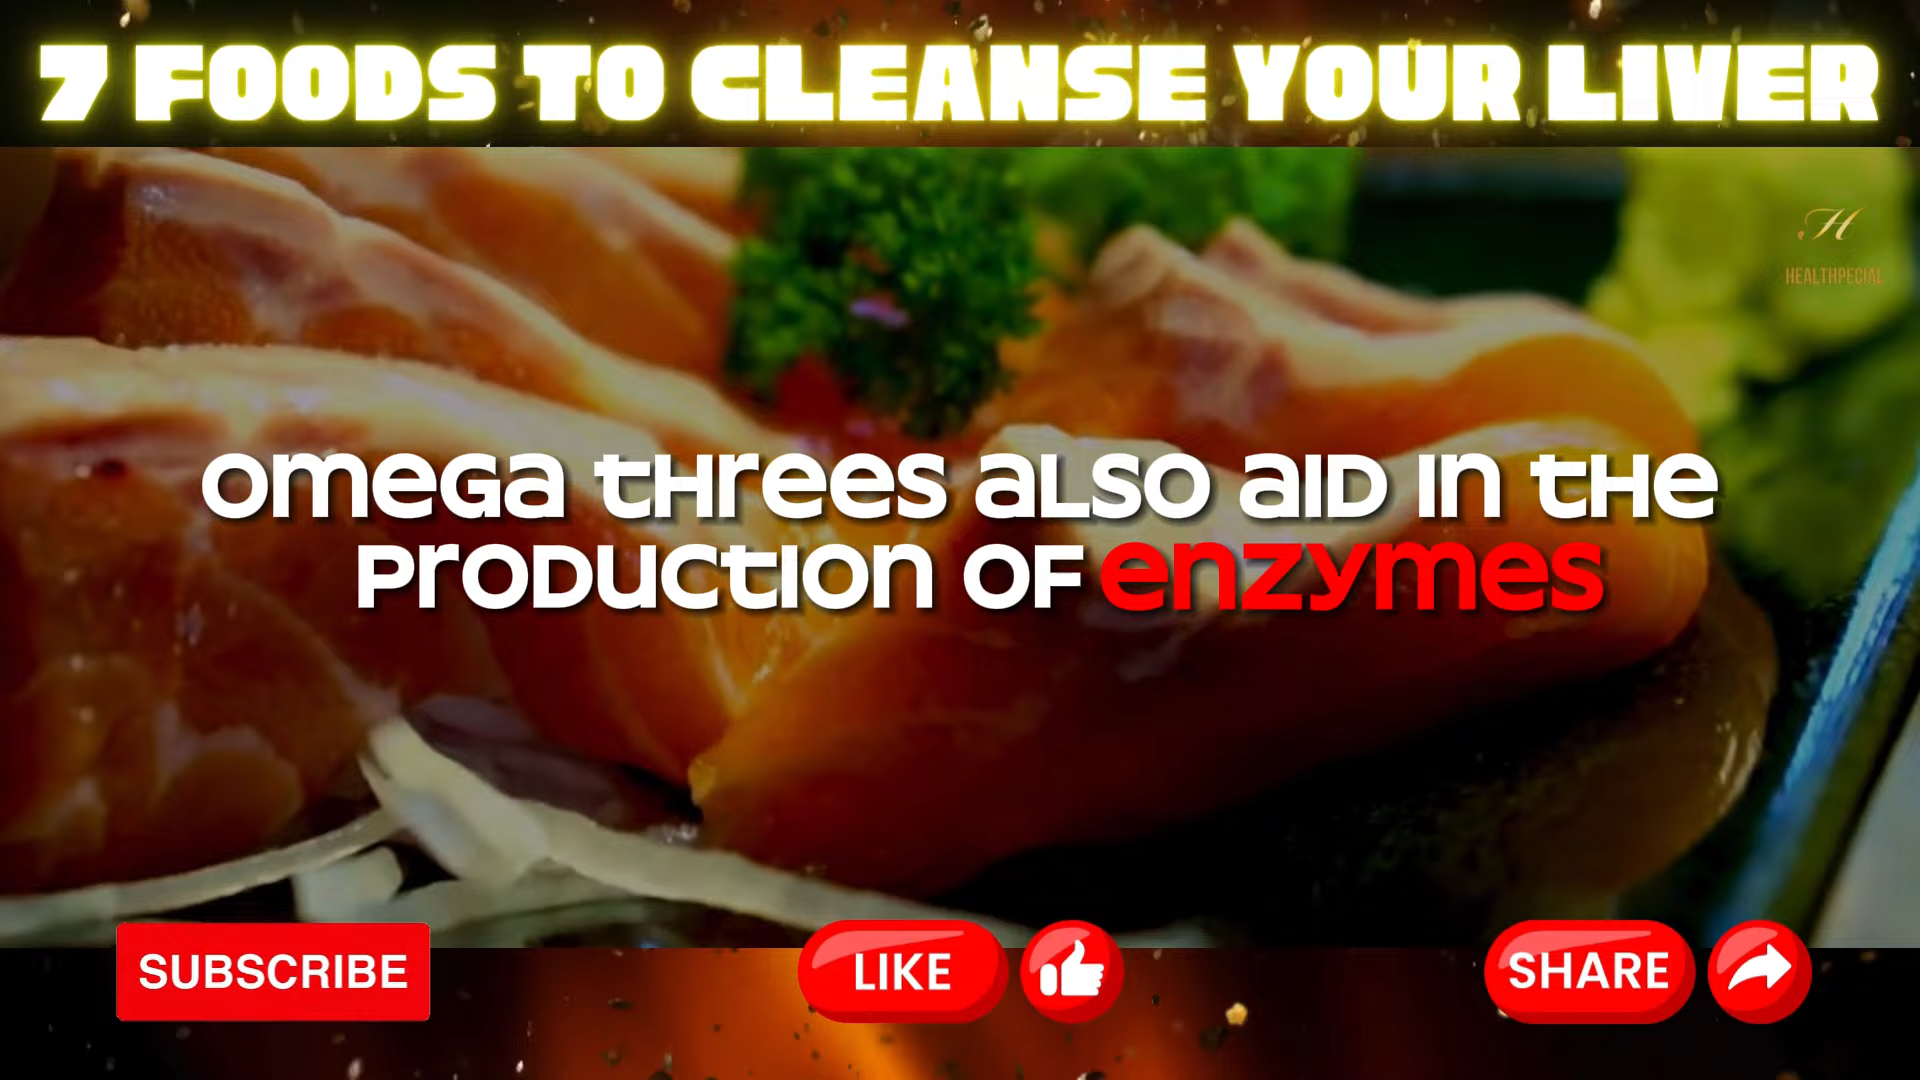 7 FOODS TO CLEANSE YOUR LIVER
H
HEALTHPECIAL
OMEGA THREES ALSO AID IN THE
PRODUCTION OF ENZYMES
SUBSCRIBE
LIKE
SHARE